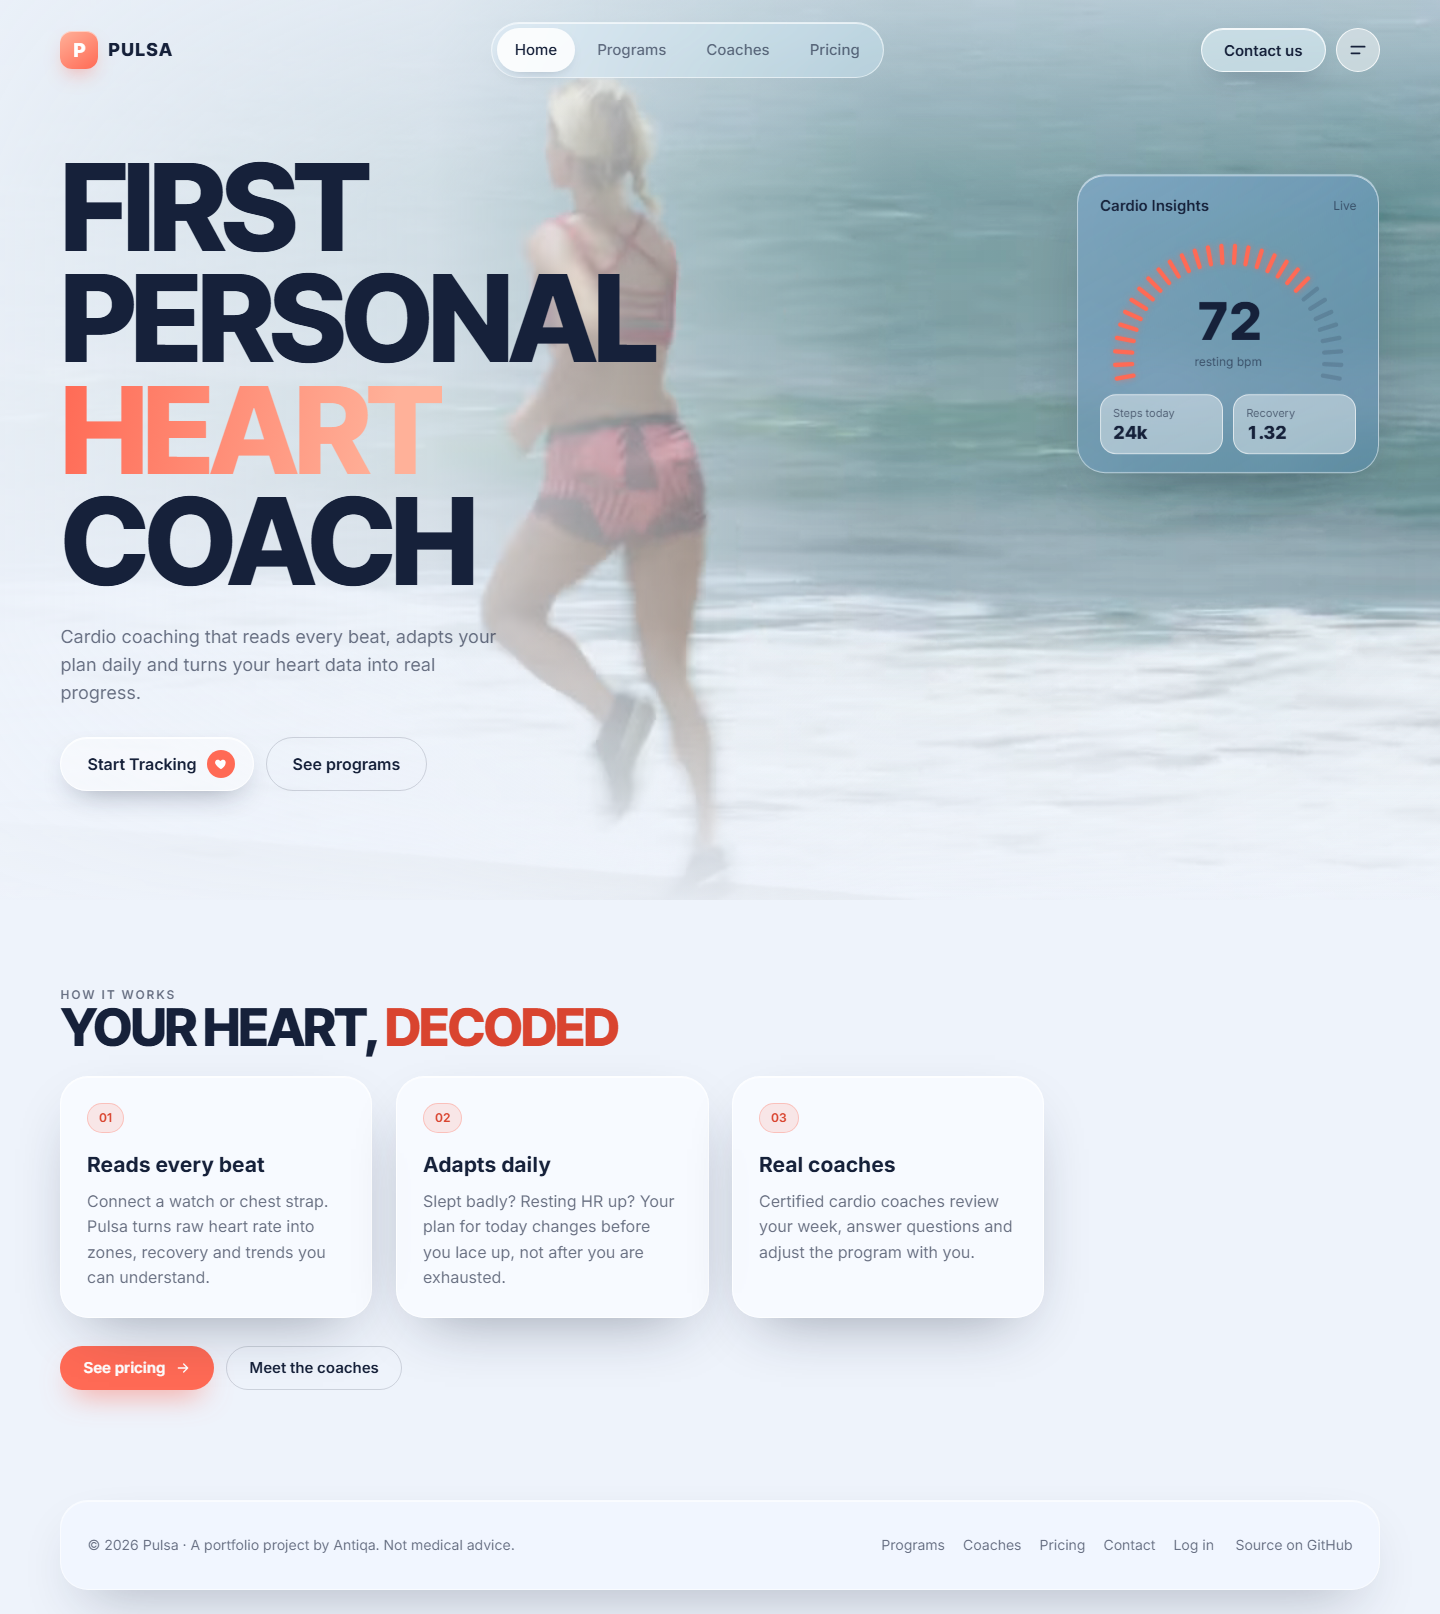 P PULSA
Home Programs Coaches Pricing
Contact us
FIRST
PERSONAL
HEART
COACH
Cardio coaching that reads every beat, adapts your
plan daily and turns your heart data into real
progress.
Start Tracking
See programs
Cardio Insights Live
72
resting bpm
Steps today
24k
Recovery
1.32
HOW IT WORKS
YOUR HEART, DECODED
01
Reads every beat
Connect a watch or chest strap.
Pulsa turns raw heart rate into
zones, recovery and trends you
can understand.
02
Adapts daily
Slept badly? Resting HR up? Your
plan for today changes before
you lace up, not after you are
exhausted.
03
Real coaches
Certified cardio coaches review
your week, answer questions and
adjust the program with you.
See pricing →
Meet the coaches
© 2026 Pulsa · A portfolio project by Antiqa. Not medical advice.
Programs Coaches Pricing Contact Log in Source on GitHub